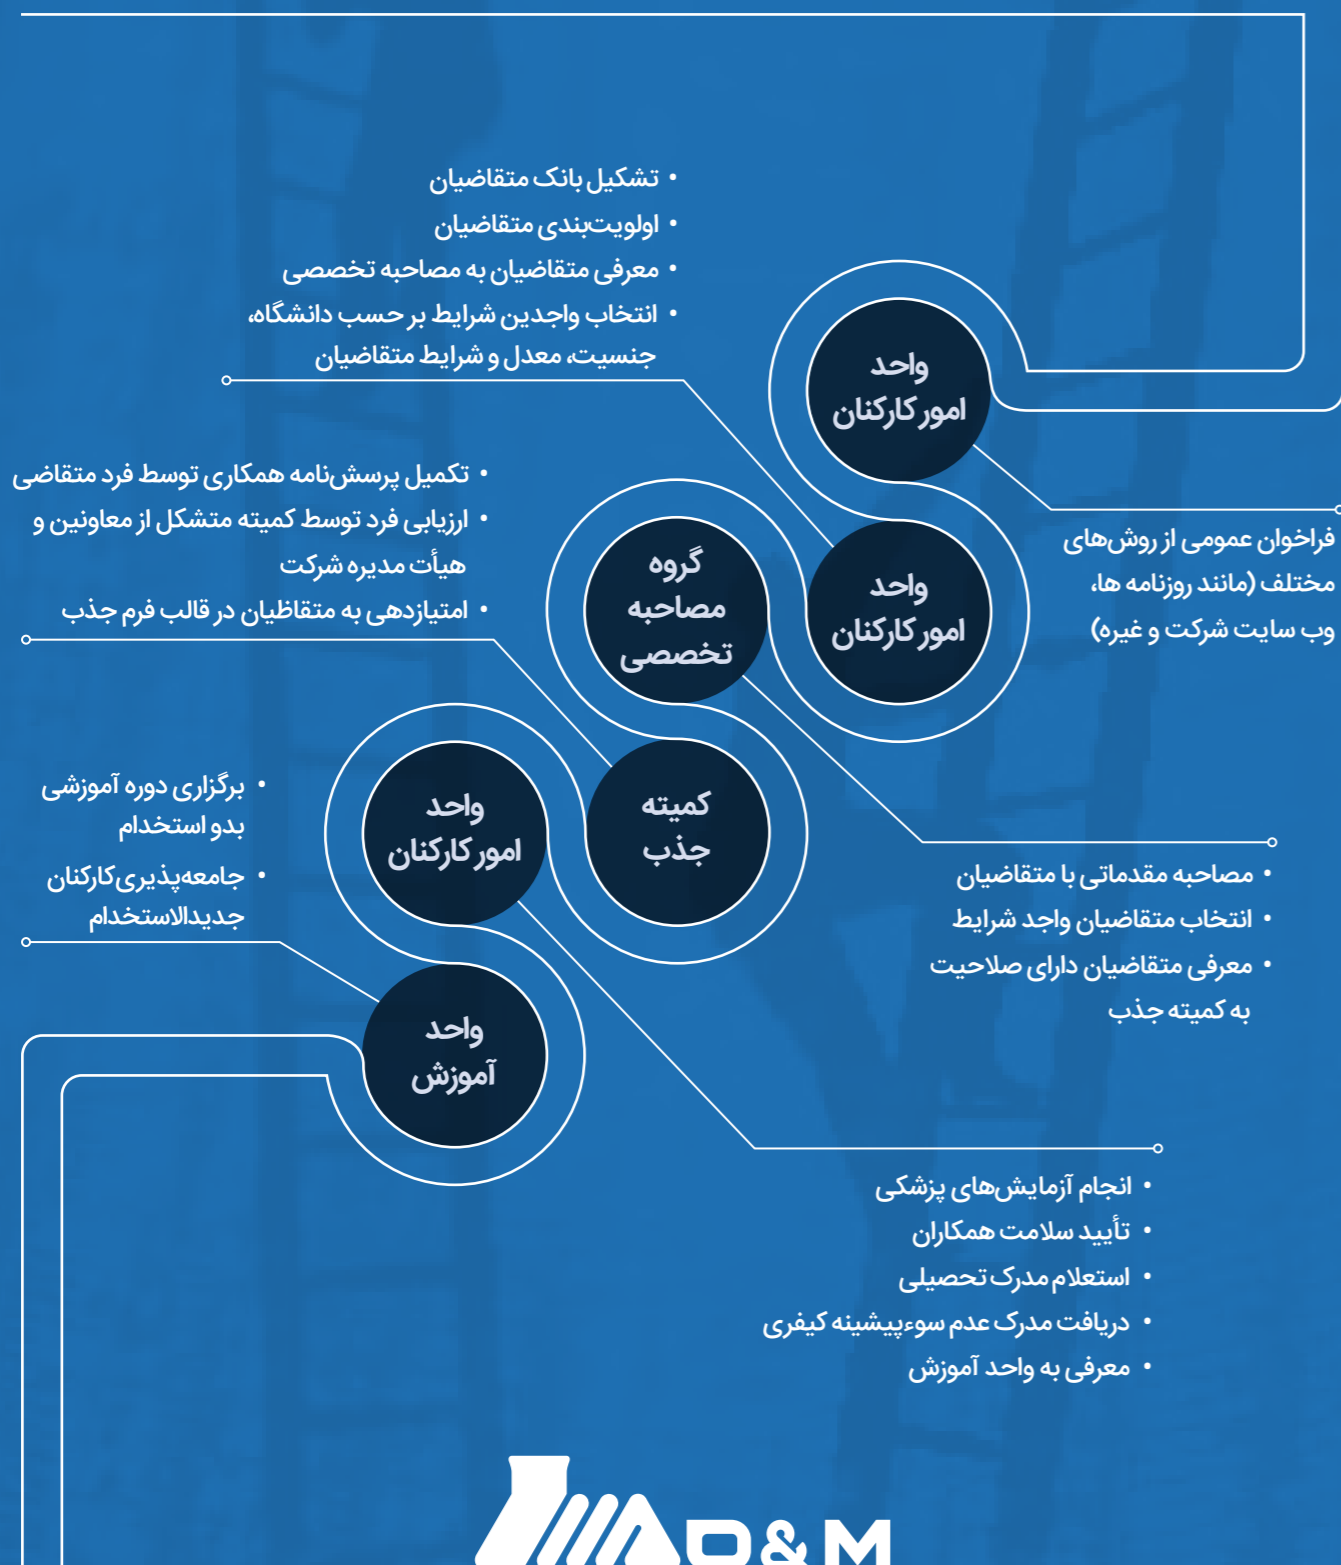 واحد
امور کارکنان
فراخوان عمومی از روش‌های
مختلف (مانند روزنامه ها،
وب سایت شرکت و غیره)
واحد
امور کارکنان
• تشکیل بانک متقاضیان
• اولویت‌بندی متقاضیان
• معرفی متقاضیان به مصاحبه تخصصی
• انتخاب واجدین شرایط بر حسب دانشگاه،
جنسیت، معدل و شرایط متقاضیان
گروه
مصاحبه
تخصصی
• مصاحبه مقدماتی با متقاضیان
• انتخاب متقاضیان واجد شرایط
• معرفی متقاضیان دارای صلاحیت
به کمیته جذب
کمیته
جذب
• تکمیل پرسش‌نامه همکاری توسط فرد متقاضی
• ارزیابی فرد توسط کمیته متشکل از معاونین و
هیأت مدیره شرکت
• امتیازدهی به متقاظیان در قالب فرم جذب
واحد
امور کارکنان
• انجام آزمایش‌های پزشکی
• تأیید سلامت همکاران
• استعلام مدرک تحصیلی
• دریافت مدرک عدم سوءپیشینه کیفری
• معرفی به واحد آموزش
واحد
آموزش
• برگزاری دوره آموزشی
بدو استخدام
• جامعه‌پذیری کارکنان
جدیدالاستخدام
O&M